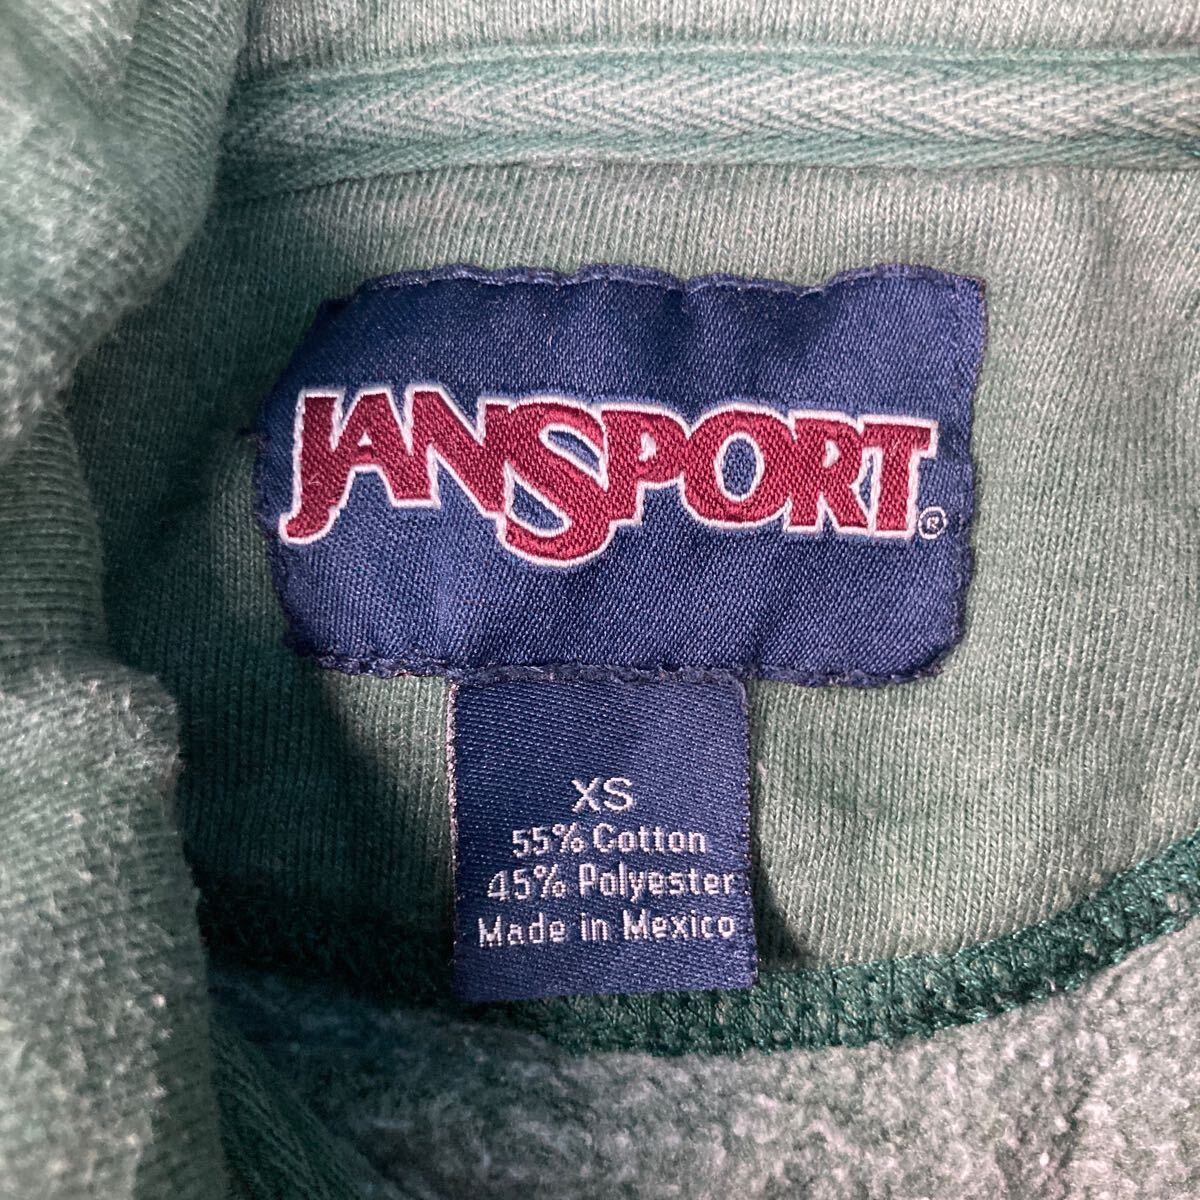 JANSPORT®
XS
55% Cotton
45% Polyester
Made in Mexico